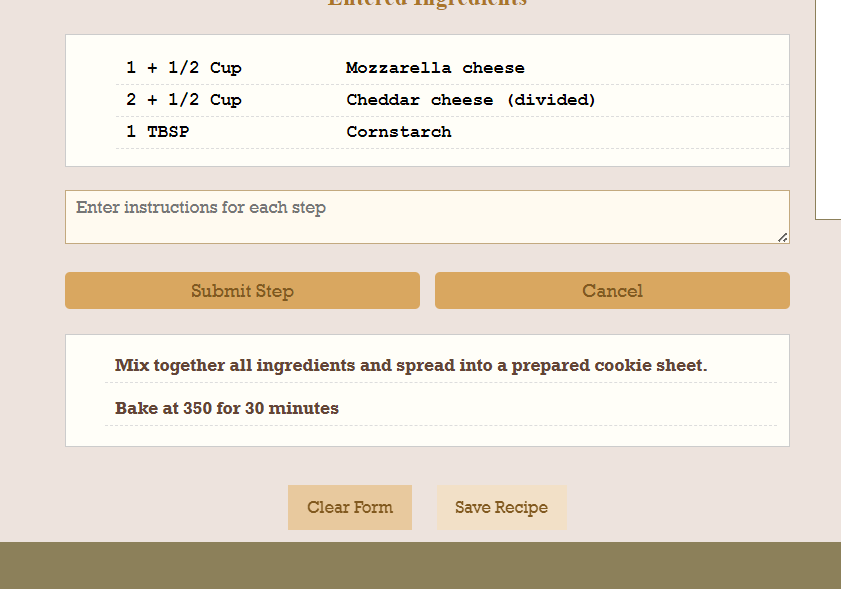 Entered Ingredients
1 + 1/2 Cup Mozzarella cheese
2 + 1/2 Cup Cheddar cheese (divided)
1 TBSP Cornstarch
Enter instructions for each step
Submit Step Cancel
Mix together all ingredients and spread into a prepared cookie sheet.
Bake at 350 for 30 minutes
Clear Form Save Recipe